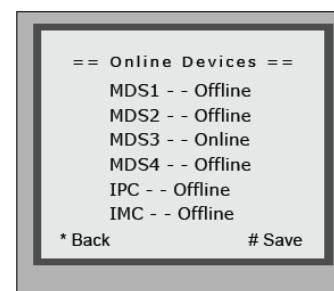 == Online Devices ==
MDS1 - - Offline
MDS2 - - Offline
MDS3 - - Online
MDS4 - - Offline
IPC - - Offline
IMC - - Offline
* Back # Save